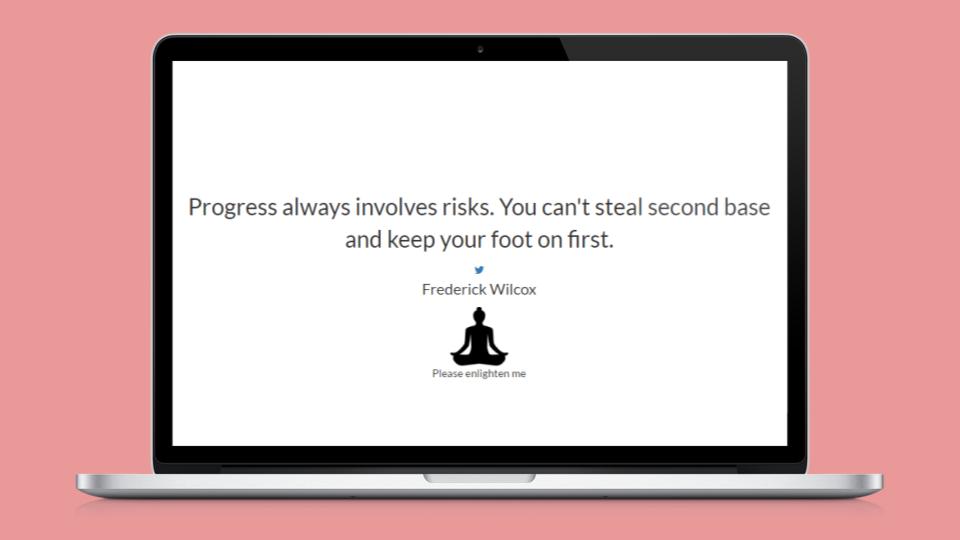 Progress always involves risks. You can't steal second base
and keep your foot on first.
Frederick Wilcox
Please enlighten me